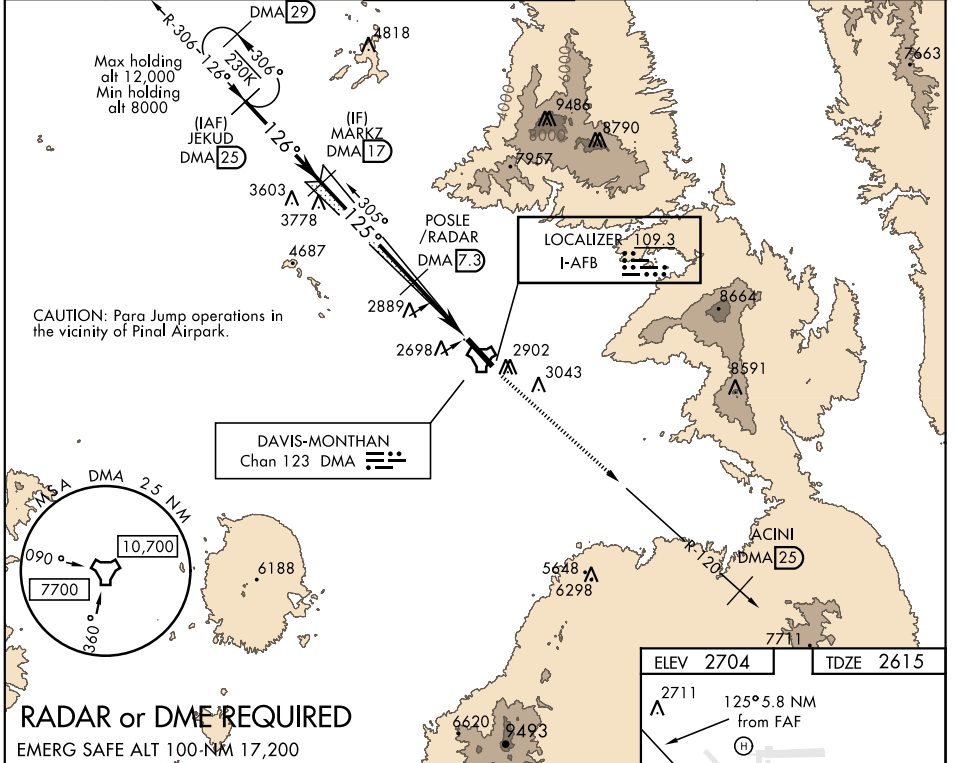 DMA 29
R-306
126°
306°
230K
Max holding
alt 12,000
Min holding
alt 8000
4818
(IAF)
JEKUD
DMA 25
126°
(IF)
MARKZ
DMA 17
3603
3778
305°
125°
4687
POSLE
/RADAR
DMA 7.3
2889
2698
CAUTION: Para Jump operations in
the vicinity of Pinal Airpark.
LOCALIZER 109.3
I-AFB
6000
9486
8000
8790
7957
7663
8664
8591
2902
3043
DAVIS-MONTHAN
Chan 123 DMA
MSA DMA 25 NM
090°
10,700
7700
360°
6188
R-120
ACINI
DMA 25
5648
6298
7711
6620
9493
RADAR or DME REQUIRED
EMERG SAFE ALT 100 NM 17,200
ELEV 2704
TDZE 2615
2711
125° 5.8 NM
from FAF
H